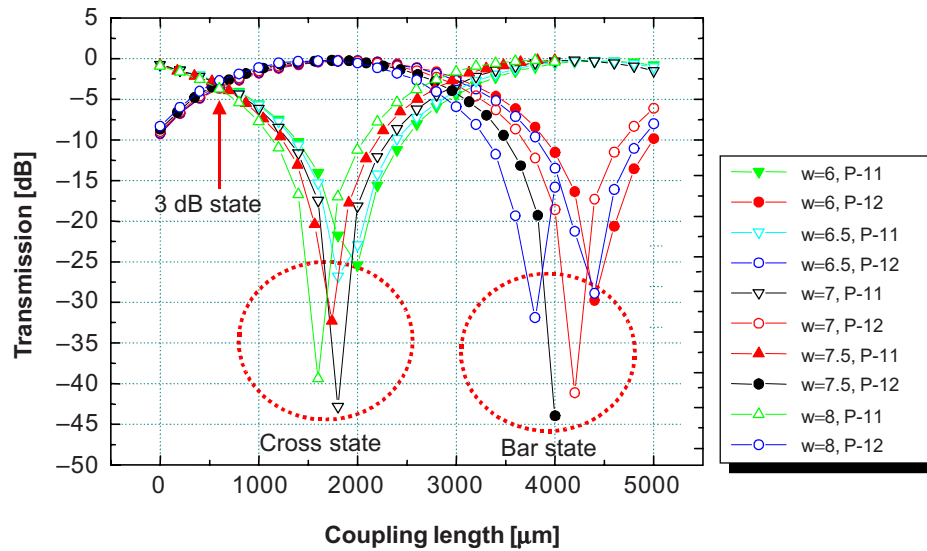 5
0
−5
−10
−15
−20
−25
−30
−35
−40
−45
−50
Transmission [dB]
3 dB state
Cross state
Bar state
0 1000 2000 3000 4000 5000
Coupling length [μm]
w=6, P-11
w=6, P-12
w=6.5, P-11
w=6.5, P-12
w=7, P-11
w=7, P-12
w=7.5, P-11
w=7.5, P-12
w=8, P-11
w=8, P-12